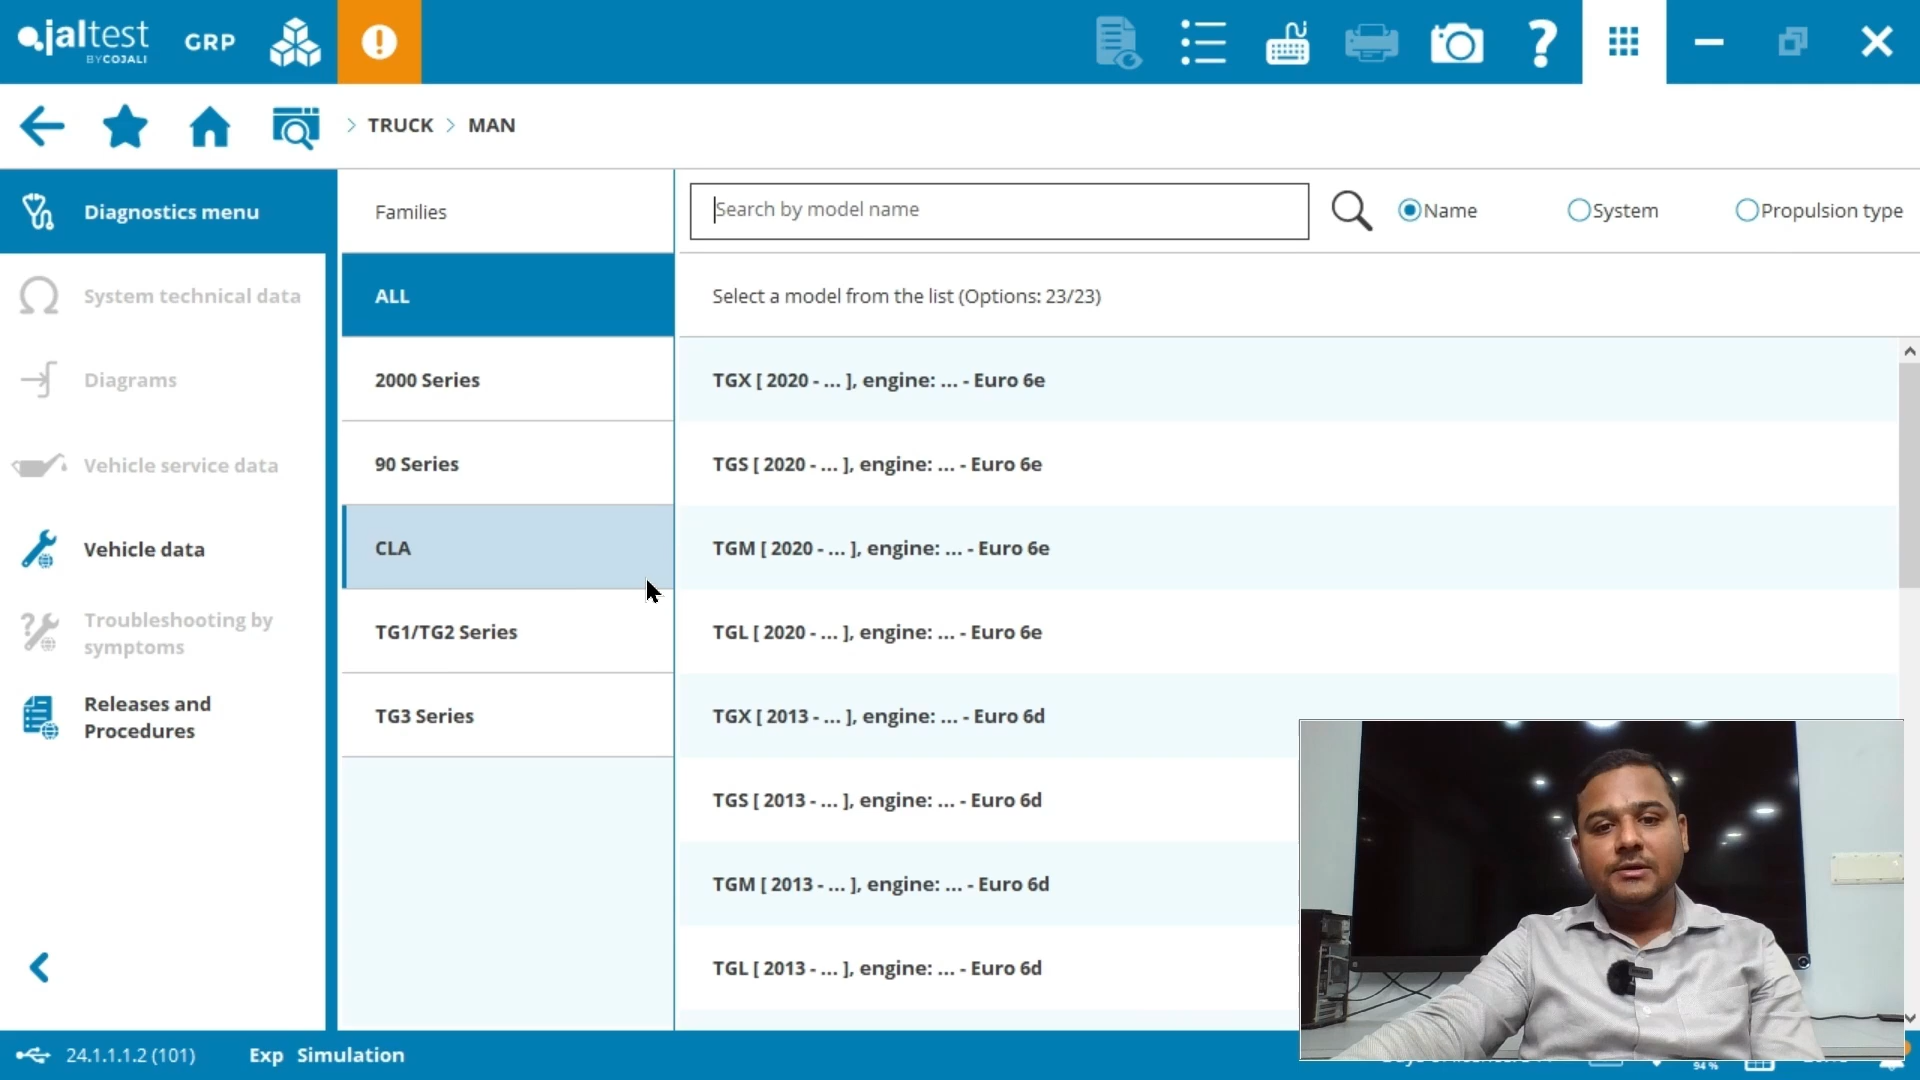 jaltest
BY COJALI
GRP
> TRUCK > MAN
Diagnostics menu
System technical data
Diagrams
Vehicle service data
Vehicle data
Troubleshooting by
symptoms
Releases and
Procedures
Families
ALL
2000 Series
90 Series
CLA
TG1/TG2 Series
TG3 Series
Search by model name
Name
System
Propulsion type
Select a model from the list (Options: 23/23)
TGX [ 2020 - ... ], engine: ... - Euro 6e
TGS [ 2020 - ... ], engine: ... - Euro 6e
TGM [ 2020 - ... ], engine: ... - Euro 6e
TGL [ 2020 - ... ], engine: ... - Euro 6e
TGX [ 2013 - ... ], engine: ... - Euro 6d
TGS [ 2013 - ... ], engine: ... - Euro 6d
TGM [ 2013 - ... ], engine: ... - Euro 6d
TGL [ 2013 - ... ], engine: ... - Euro 6d
24.1.1.1.2 (101)
Exp Simulation
94 %